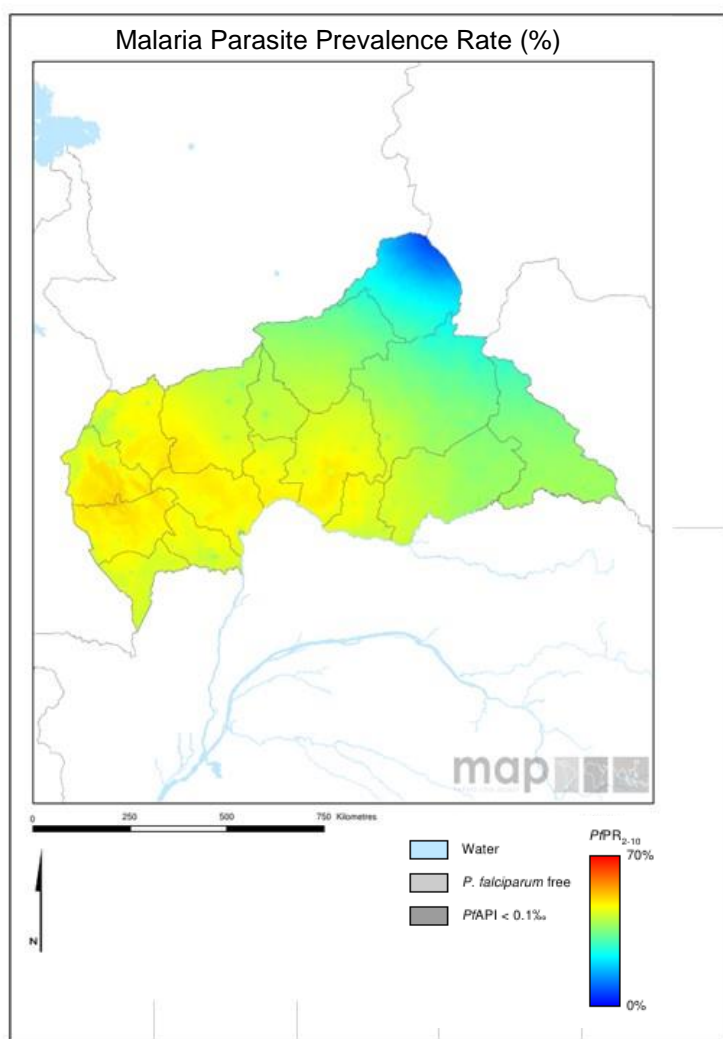 Malaria Parasite Prevalence Rate (%)
map
0 250 500 750 Kilometres
N
Water
P. falciparum free
PfAPI < 0.1‰
PfPR2-10
70%
0%